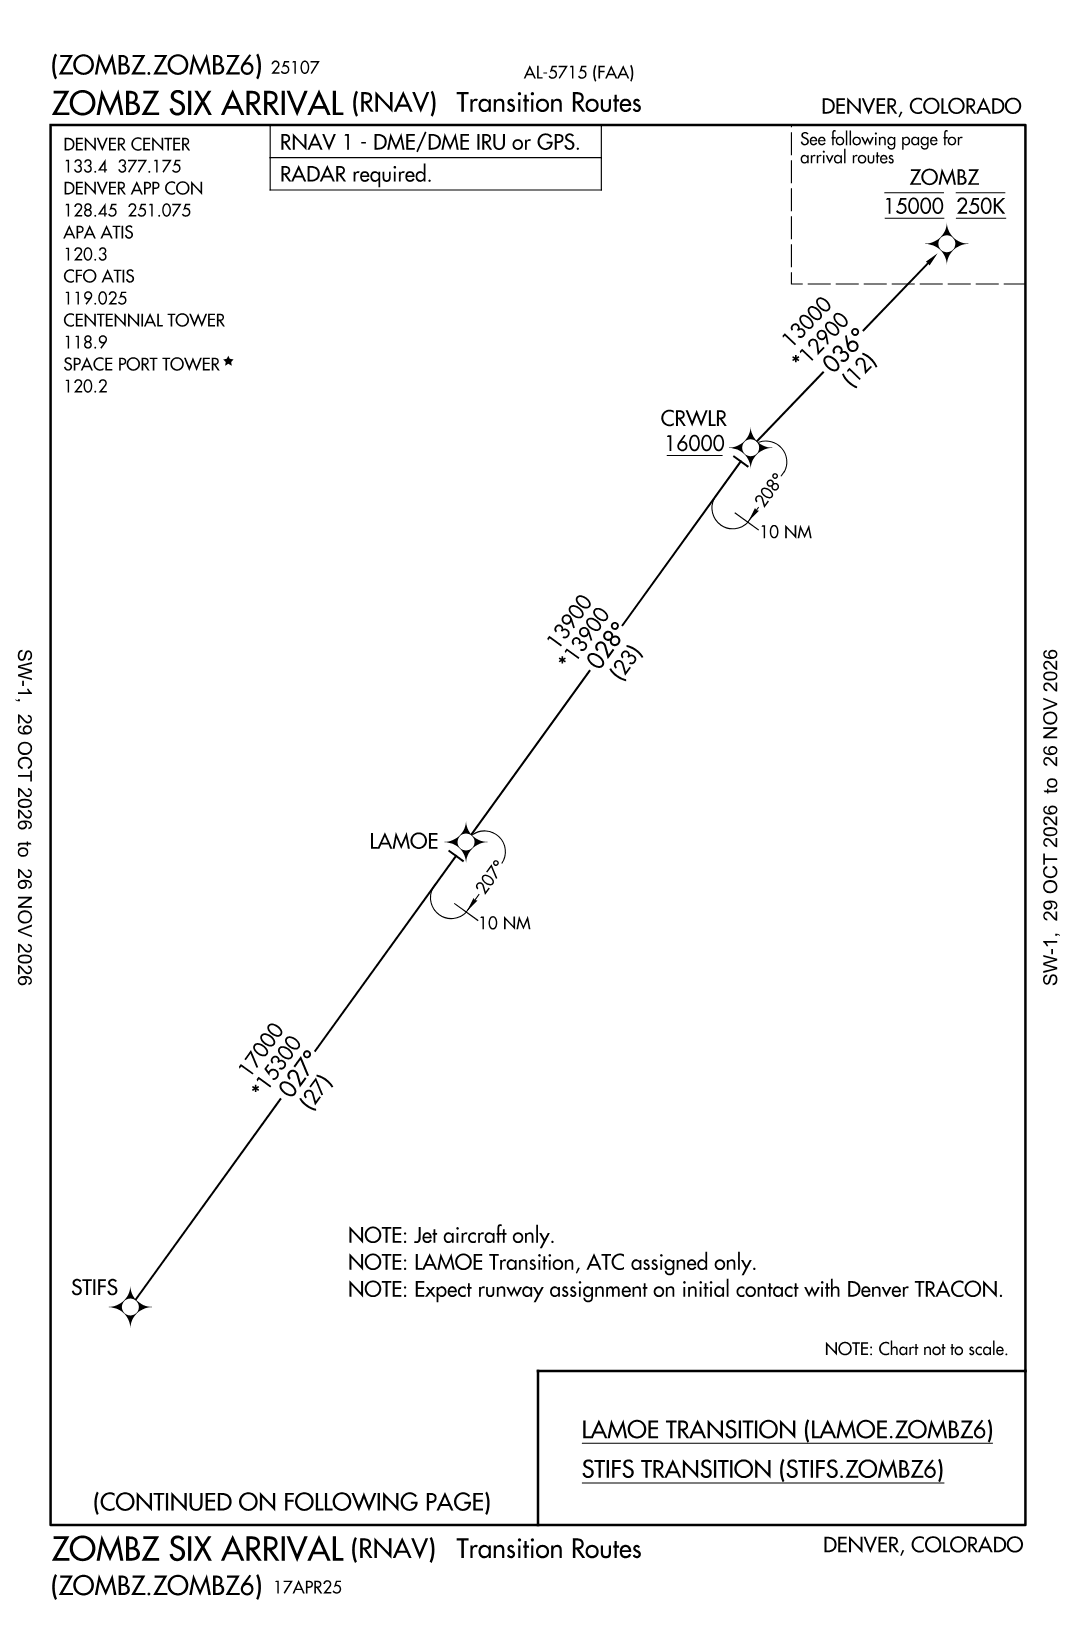 (ZOMBZ.ZOMBZ6) 25107
AL-5715 (FAA)
ZOMBZ SIX ARRIVAL (RNAV) Transition Routes
DENVER, COLORADO
DENVER CENTER
133.4 377.175
DENVER APP CON
128.45 251.075
APA ATIS
120.3
CFO ATIS
119.025
CENTENNIAL TOWER
118.9
SPACE PORT TOWER★
120.2
RNAV 1 - DME/DME IRU or GPS.
RADAR required.
See following page for
arrival routes
ZOMBZ
15000 250K
13000
*12900
036°
(12)
CRWLR
16000
208°
10 NM
13900
*13900
028°
(23)
LAMOE
207°
10 NM
17000
*15300
027°
(27)
STIFS
NOTE: Jet aircraft only.
NOTE: LAMOE Transition, ATC assigned only.
NOTE: Expect runway assignment on initial contact with Denver TRACON.
NOTE: Chart not to scale.
LAMOE TRANSITION (LAMOE.ZOMBZ6)
STIFS TRANSITION (STIFS.ZOMBZ6)
(CONTINUED ON FOLLOWING PAGE)
ZOMBZ SIX ARRIVAL (RNAV) Transition Routes
DENVER, COLORADO
(ZOMBZ.ZOMBZ6) 17APR25
SW-1, 29 OCT 2026 to 26 NOV 2026
SW-1, 29 OCT 2026 to 26 NOV 2026